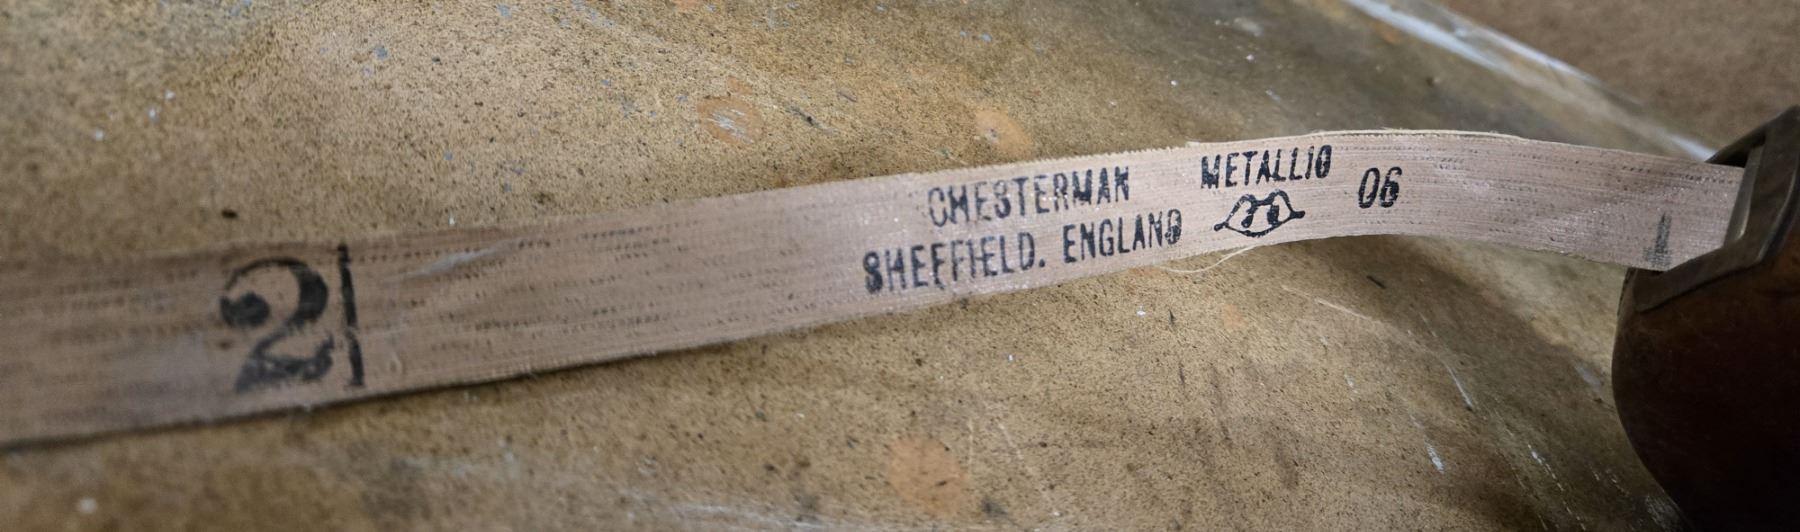 2
CHESTERMAN
SHEFFIELD. ENGLAND
METALLIC
06